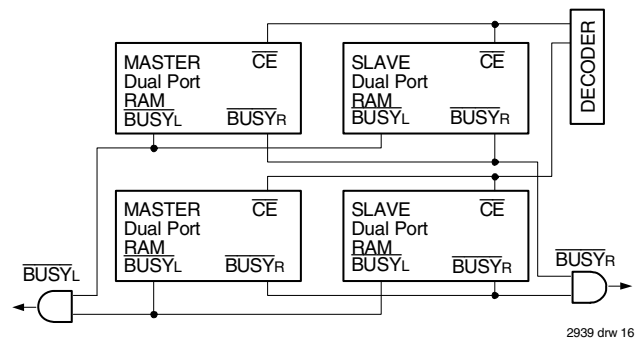 MASTER CE
Dual Port
RAM
BUSYL BUSYR
SLAVE CE
Dual Port
RAM
BUSYL BUSYR
DECODER
MASTER CE
Dual Port
RAM
BUSYL BUSYR
SLAVE CE
Dual Port
RAM
BUSYL BUSYR
BUSYL
BUSYR
2939 drw 16